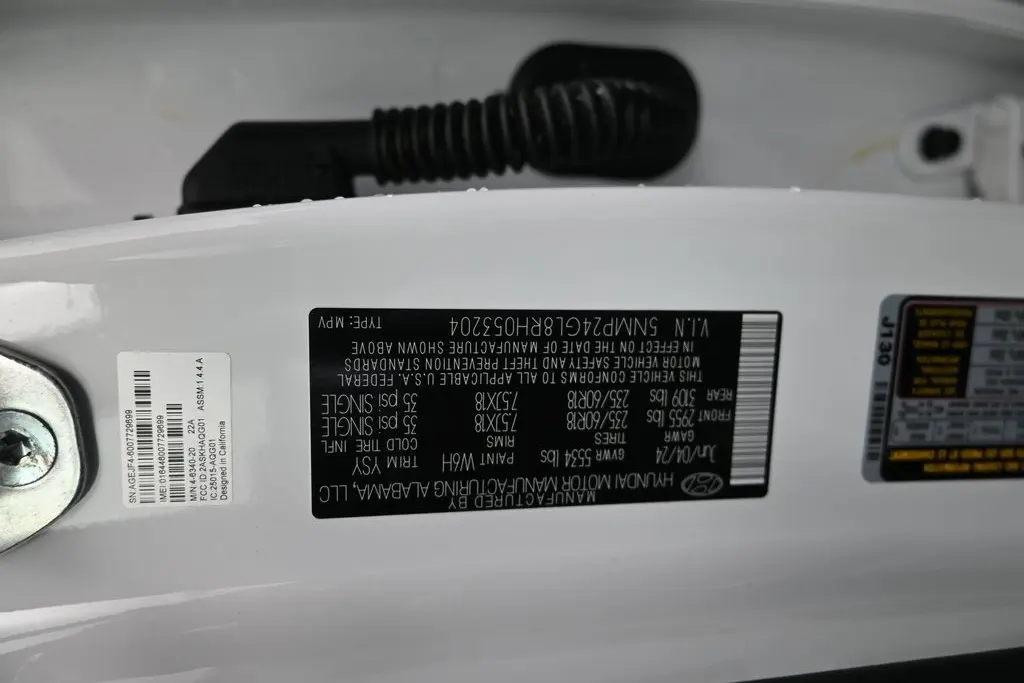 MANUFACTURED BY
HYUNDAI MOTOR MANUFACTURING ALABAMA, LLC
Jun/04/24 GVWR 5534 lbs PAINT W6H TRIM YSY
GAWR TIRES RIMS COLD TIRE INFL
FRONT 2955 lbs 235/60R18 7.5JX18 35 psi SINGLE
REAR 3109 lbs 235/60R18 7.5JX18 35 psi SINGLE
THIS VEHICLE CONFORMS TO ALL APPLICABLE U.S.A. FEDERAL
MOTOR VEHICLE SAFETY AND THEFT PREVENTION STANDARDS
IN EFFECT ON THE DATE OF MANUFACTURE SHOWN ABOVE
V.I.N 5NMP24GL8RH053204 TYPE: MPV
SN:AGEJF4-6007729899
IMEI:016446007729899
M/N:4-6340-20 22A
FCC ID:2ASKHAQG01 ASSM:1 4 4 A
IC:25015-AQG01
Designed in California
J130